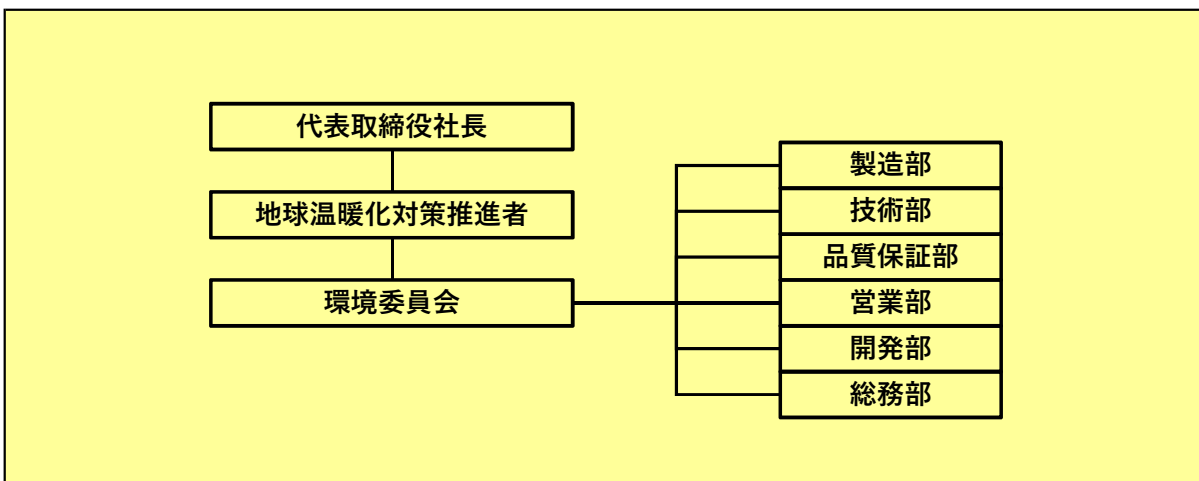 代表取締役社長
地球温暖化対策推進者
環境委員会
製造部
技術部
品質保証部
営業部
開発部
総務部